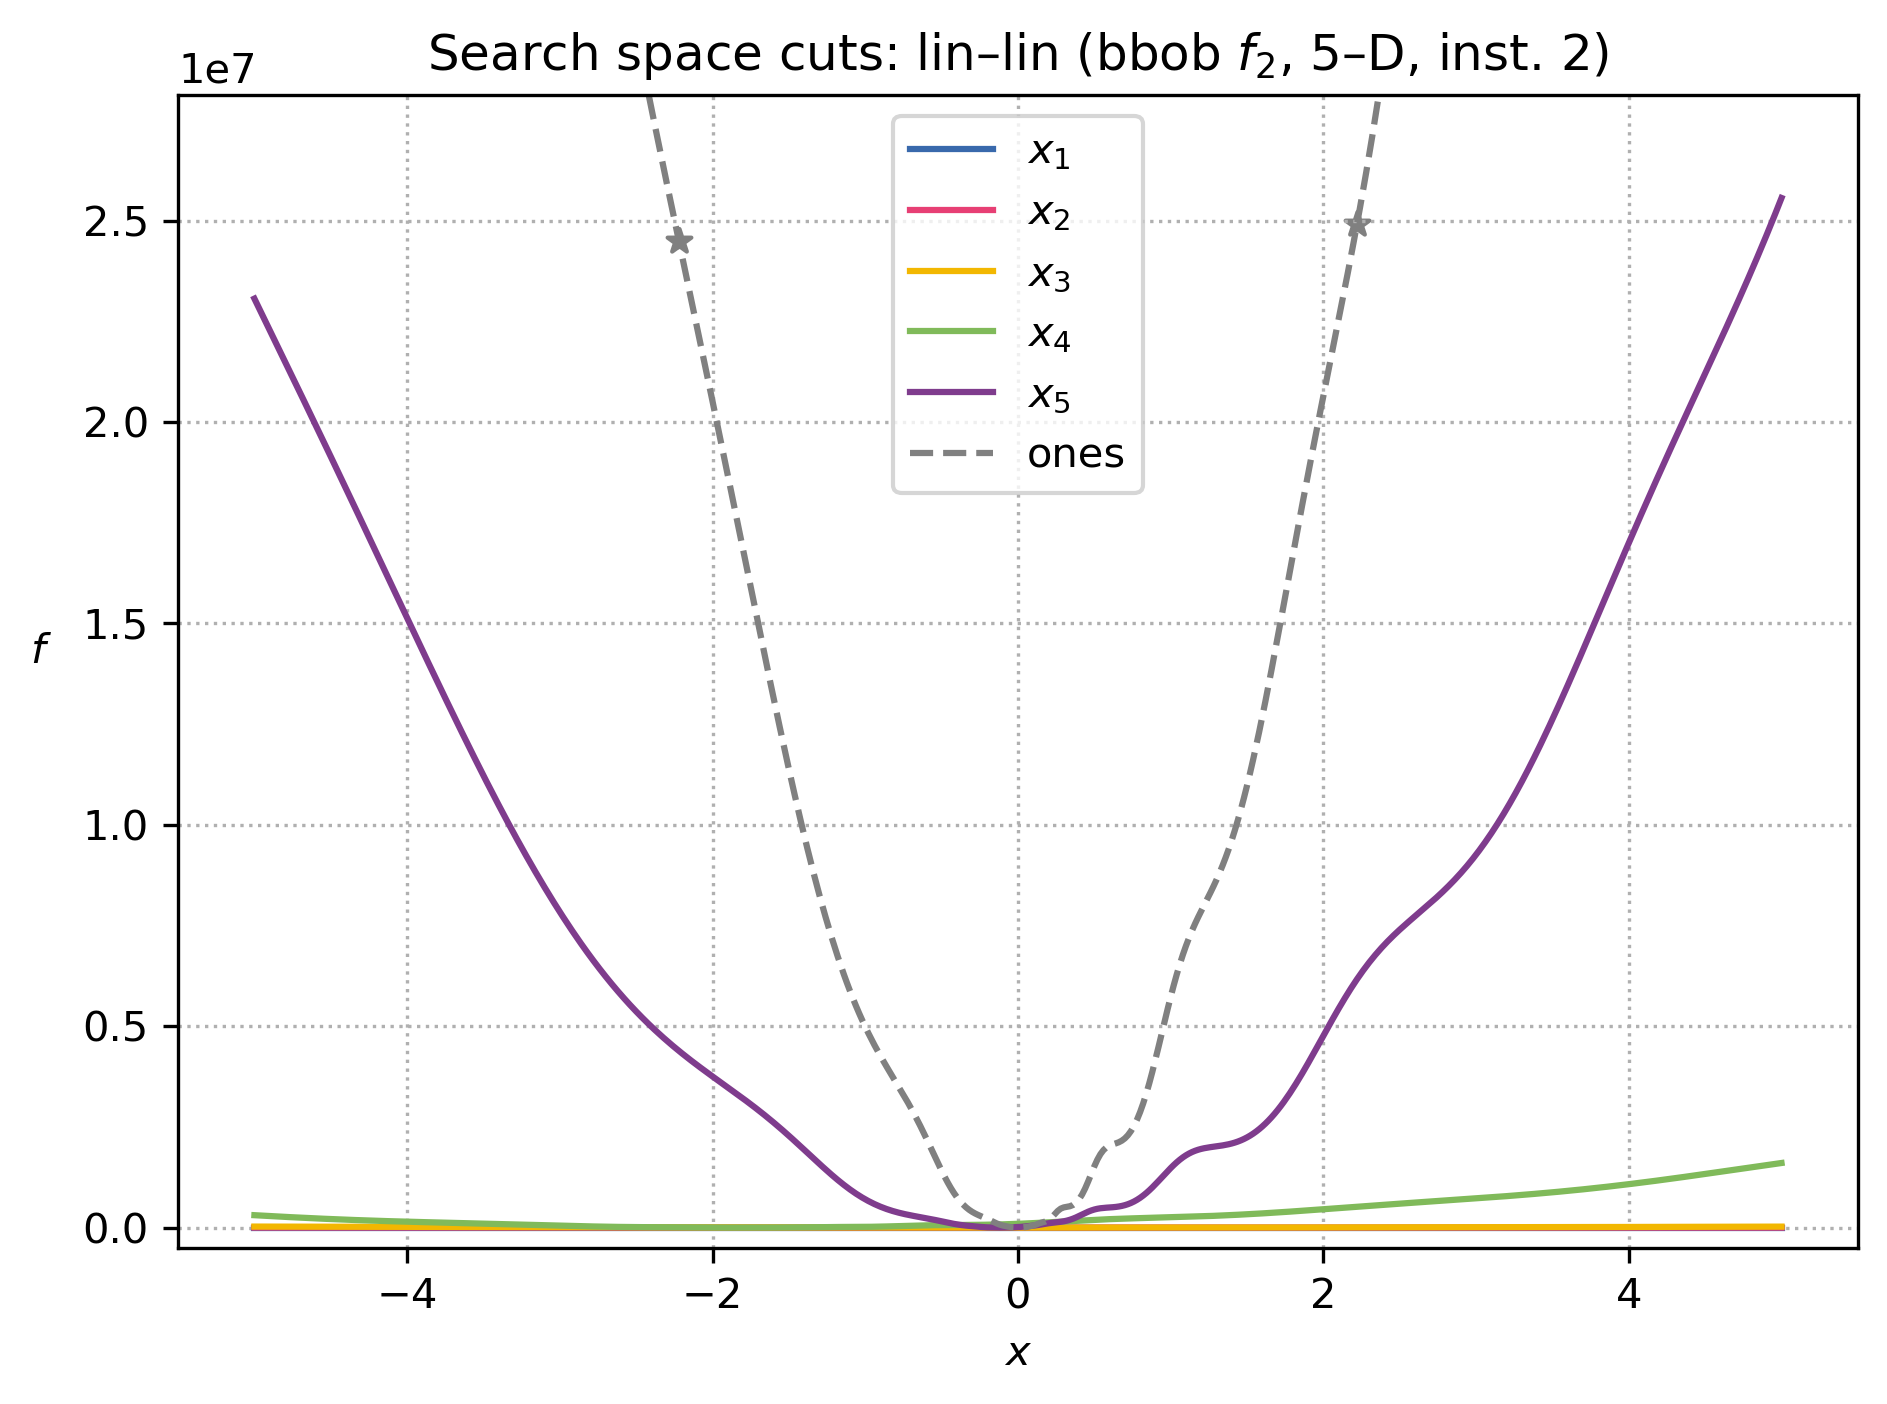 Search space cuts: lin–lin (bbob f₂, 5–D, inst. 2)
1e7
x₁
x₂
x₃
x₄
x₅
ones
2.5
2.0
1.5
1.0
0.5
0.0
f
−4 −2 0 2 4
x